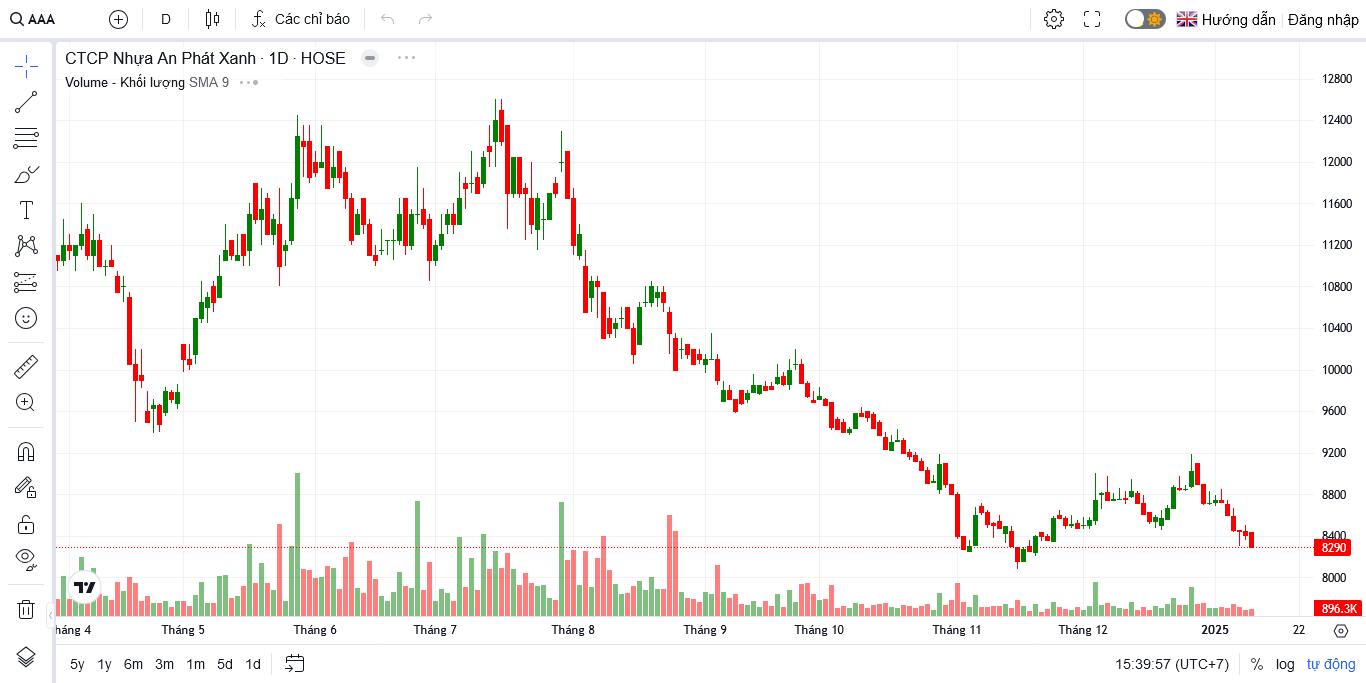 AAA D Các chỉ báo Hướng dẫn Đăng nhập
CTCP Nhựa An Phát Xanh · 1D · HOSE
Volume - Khối lượng SMA 9
12800
12400
12000
11600
11200
10800
10400
10000
9600
9200
8800
8400
8290
8000
896.3K
háng 4 Tháng 5 Tháng 6 Tháng 7 Tháng 8 Tháng 9 Tháng 10 Tháng 11 Tháng 12 2025 22
5y 1y 6m 3m 1m 5d 1d 15:39:57 (UTC+7) % log tự động